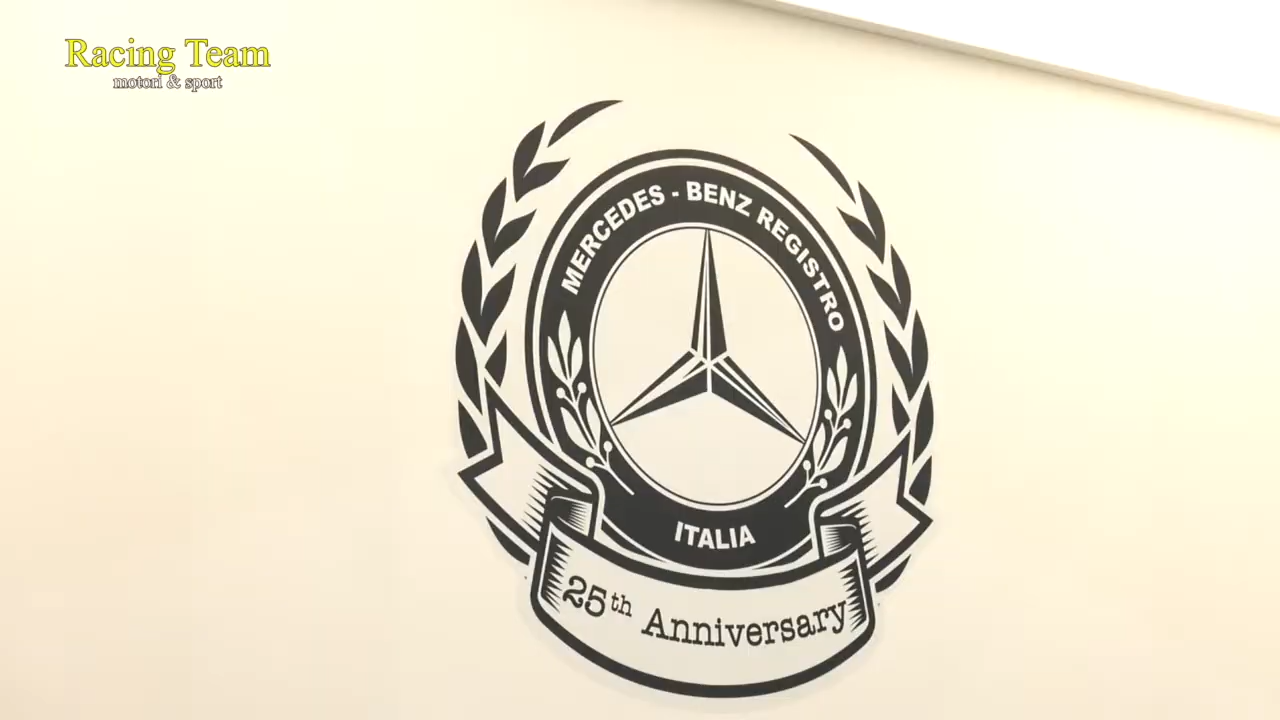 Racing Team
motori & sport
MERCEDES - BENZ REGISTRO
ITALIA
25th Anniversary